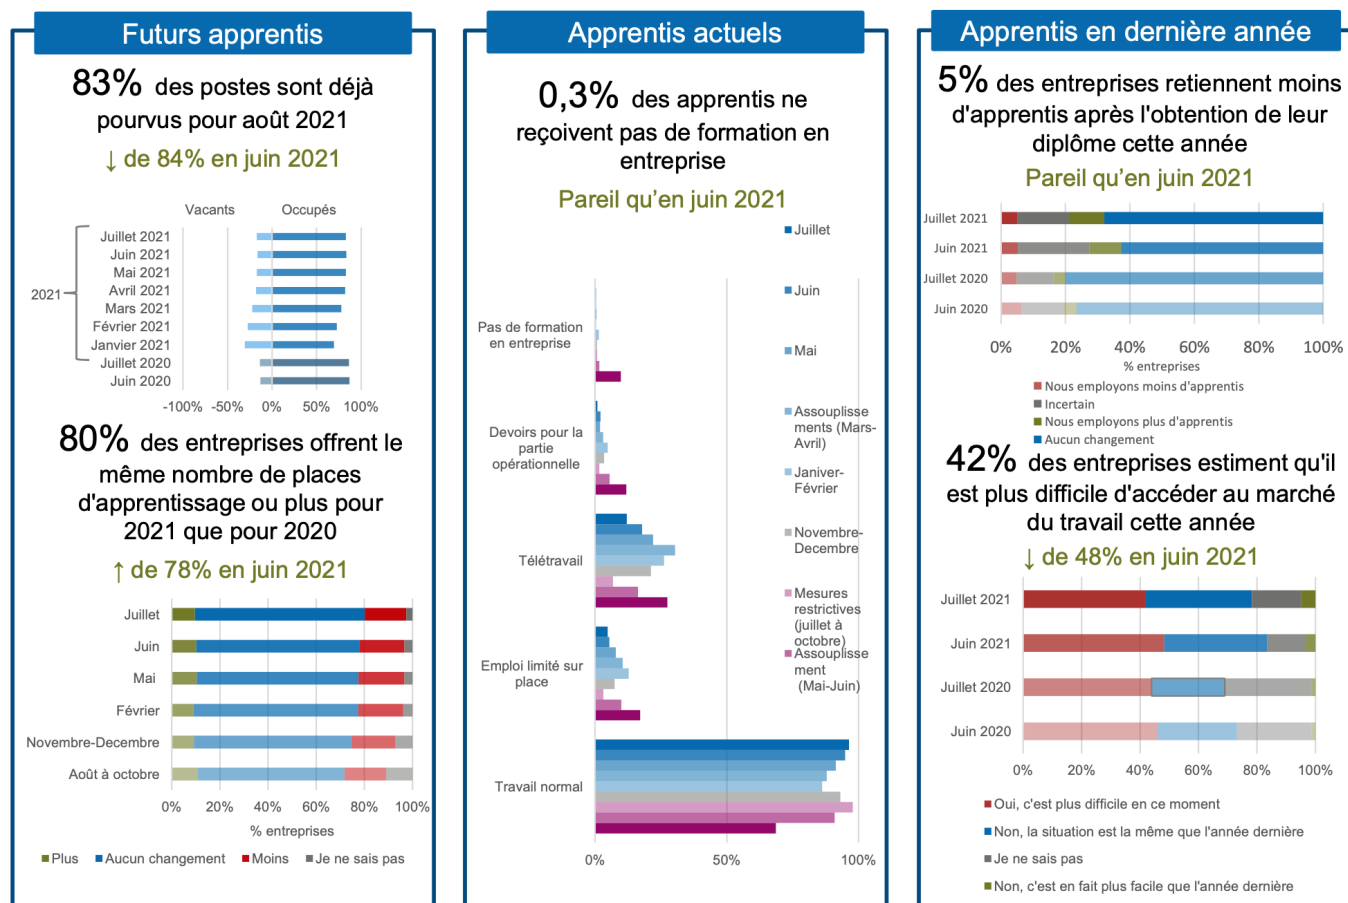 Futurs apprentis
83% des postes sont déjà
pourvus pour août 2021
↓ de 84% en juin 2021
Vacants Occupés
2021
Juillet 2021
Juin 2021
Mai 2021
Avril 2021
Mars 2021
Février 2021
Janvier 2021
Juillet 2020
Juin 2020
-100% -50% 0% 50% 100%
80% des entreprises offrent le
même nombre de places
d'apprentissage ou plus pour
2021 que pour 2020
↑ de 78% en juin 2021
Juillet
Juin
Mai
Février
Novembre-Decembre
Août à octobre
0% 20% 40% 60% 80% 100%
% entreprises
Plus Aucun changement Moins Je ne sais pas
Apprentis actuels
0,3% des apprentis ne
reçoivent pas de formation en
entreprise
Pareil qu’en juin 2021
Pas de formation
en entreprise
Devoirs pour la
partie
opérationnelle
Télétravail
Emploi limité sur
place
Travail normal
0% 50% 100%
Juillet
Juin
Mai
Assouplisse
ments (Mars-
Avril)
Janiver-
Février
Novembre-
Decembre
Mesures
restrictives
(juillet à
octobre)
Assouplisse
ment
(Mai-Juin)
Apprentis en dernière année
5% des entreprises retiennent moins
d'apprentis après l'obtention de leur
diplôme cette année
Pareil qu’en juin 2021
Juillet 2021
Juin 2021
Juillet 2020
Juin 2020
0% 20% 40% 60% 80% 100%
% entreprises
Nous employons moins d'apprentis
Incertain
Nous employons plus d'apprentis
Aucun changement
42% des entreprises estiment qu'il
est plus difficile d'accéder au marché
du travail cette année
↓ de 48% en juin 2021
Juillet 2021
Juin 2021
Juillet 2020
Juin 2020
0% 20% 40% 60% 80% 100%
Oui, c'est plus difficile en ce moment
Non, la situation est la même que l'année dernière
Je ne sais pas
Non, c'est en fait plus facile que l'année dernière